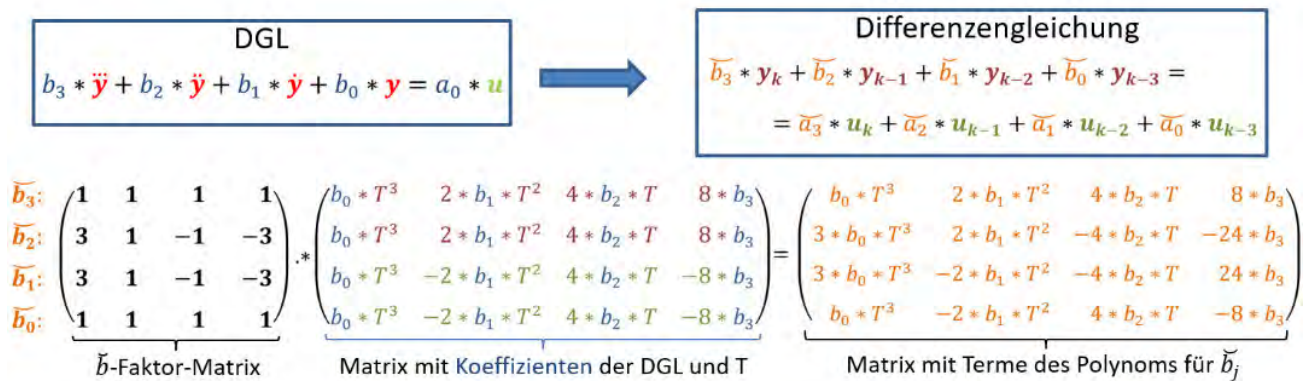 DGL
b₃ * y⃛ + b₂ * ÿ + b₁ * ẏ + b₀ * y = a₀ * u
Differenzengleichung
b̆₃ * yₖ + b̆₂ * yₖ₋₁ + b̆₁ * yₖ₋₂ + b̆₀ * yₖ₋₃ =
= ă₃ * uₖ + ă₂ * uₖ₋₁ + ă₁ * uₖ₋₂ + ă₀ * uₖ₋₃
b̆₃: (1 1 1 1) .* (b₀ * T³ 2 * b₁ * T² 4 * b₂ * T 8 * b₃) = (b₀ * T³ 2 * b₁ * T² 4 * b₂ * T 8 * b₃)
b̆₂: (3 1 −1 −3) (b₀ * T³ 2 * b₁ * T² 4 * b₂ * T 8 * b₃) (3 * b₀ * T³ 2 * b₁ * T² −4 * b₂ * T −24 * b₃)
b̆₁: (3 1 −1 −3) (b₀ * T³ −2 * b₁ * T² 4 * b₂ * T −8 * b₃) (3 * b₀ * T³ −2 * b₁ * T² −4 * b₂ * T 24 * b₃)
b̆₀: (1 1 1 1) (b₀ * T³ −2 * b₁ * T² 4 * b₂ * T −8 * b₃) (b₀ * T³ −2 * b₁ * T² 4 * b₂ * T −8 * b₃)
b̆-Faktor-Matrix
Matrix mit Koeffizienten der DGL und T
Matrix mit Terme des Polynoms für b̆ⱼ